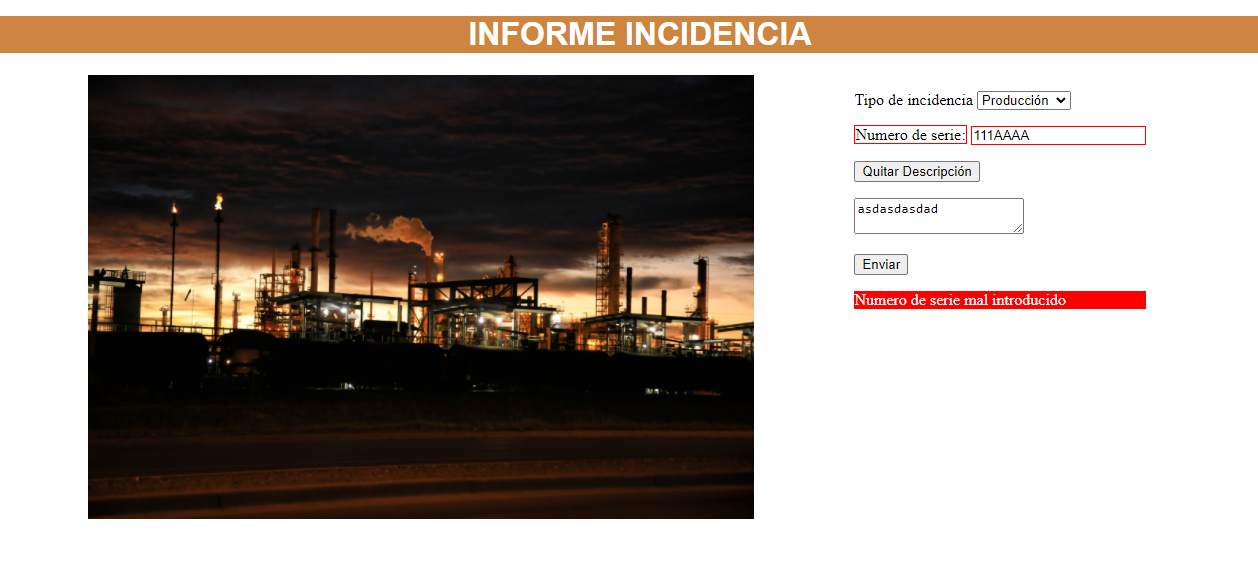 INFORME INCIDENCIA
Tipo de incidencia Producción
Numero de serie: 111AAAA
Quitar Descripción
asdasdasdad
Enviar
Numero de serie mal introducido